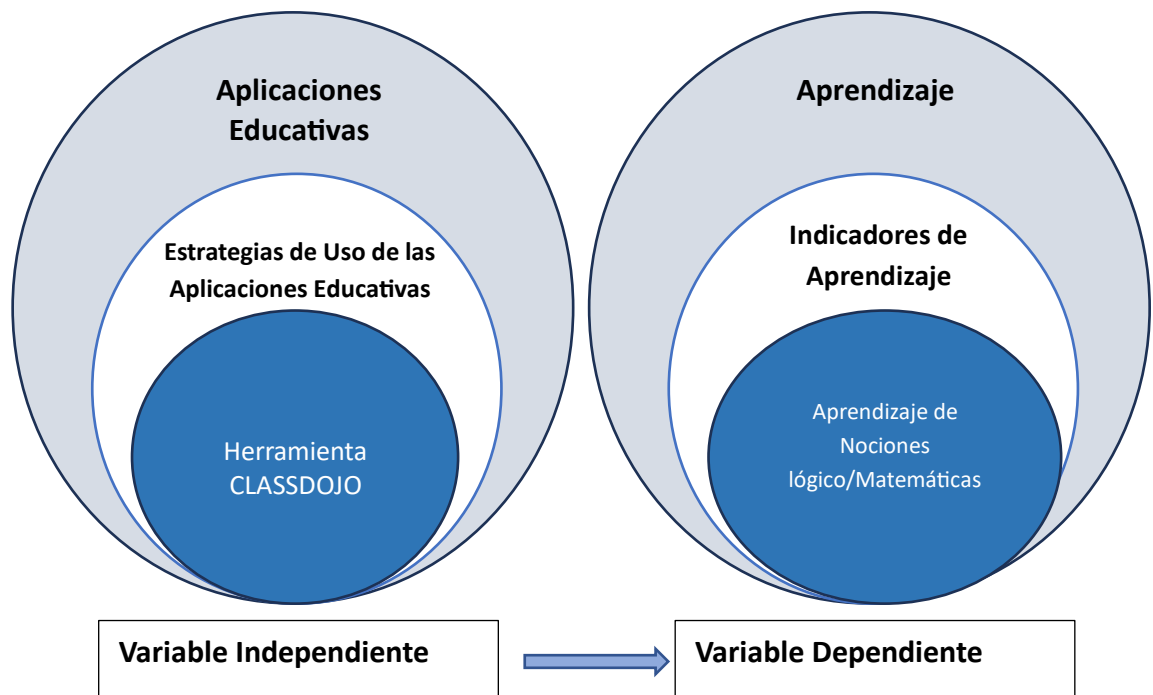 Aplicaciones
Educativas
Estrategias de Uso de las
Aplicaciones Educativas
Herramienta
CLASSDOJO
Variable Independiente
Aprendizaje
Indicadores de
Aprendizaje
Aprendizaje de
Nociones
lógico/Matemáticas
Variable Dependiente